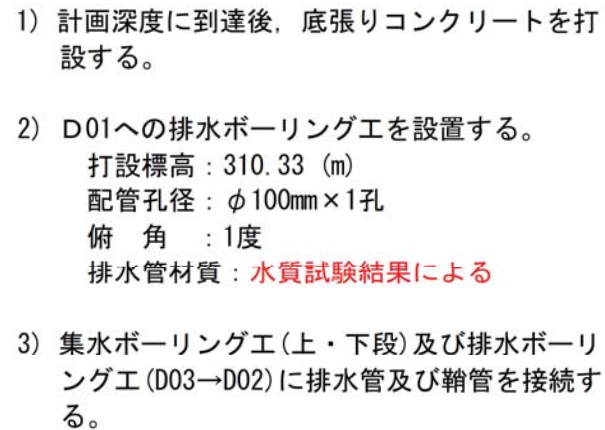 1) 計画深度に到達後, 底張りコンクリートを打
設する。
2) D01への排水ボーリング工を設置する。
打設標高:310.33 (m)
配管孔径:φ100mm×1孔
俯 角 :1度
排水管材質:水質試験結果による
3) 集水ボーリング工(上・下段)及び排水ボーリ
ング工(D03→D02)に排水管及び鞘管を接続す
る。